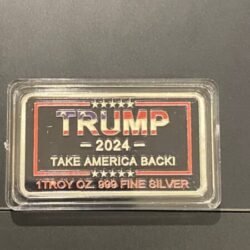 TRUMP
- 2024 -
TAKE AMERICA BACK!
1 TROY OZ. 999 FINE SILVER